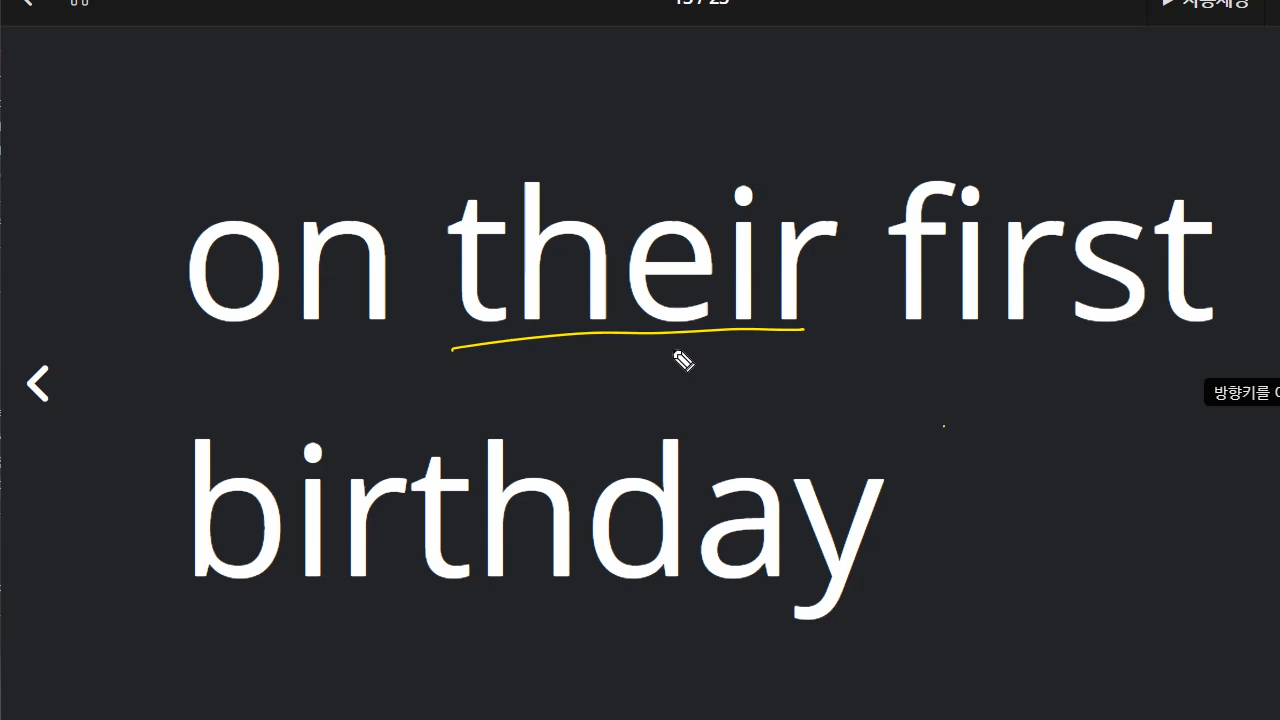 on their first
birthday
방향키를